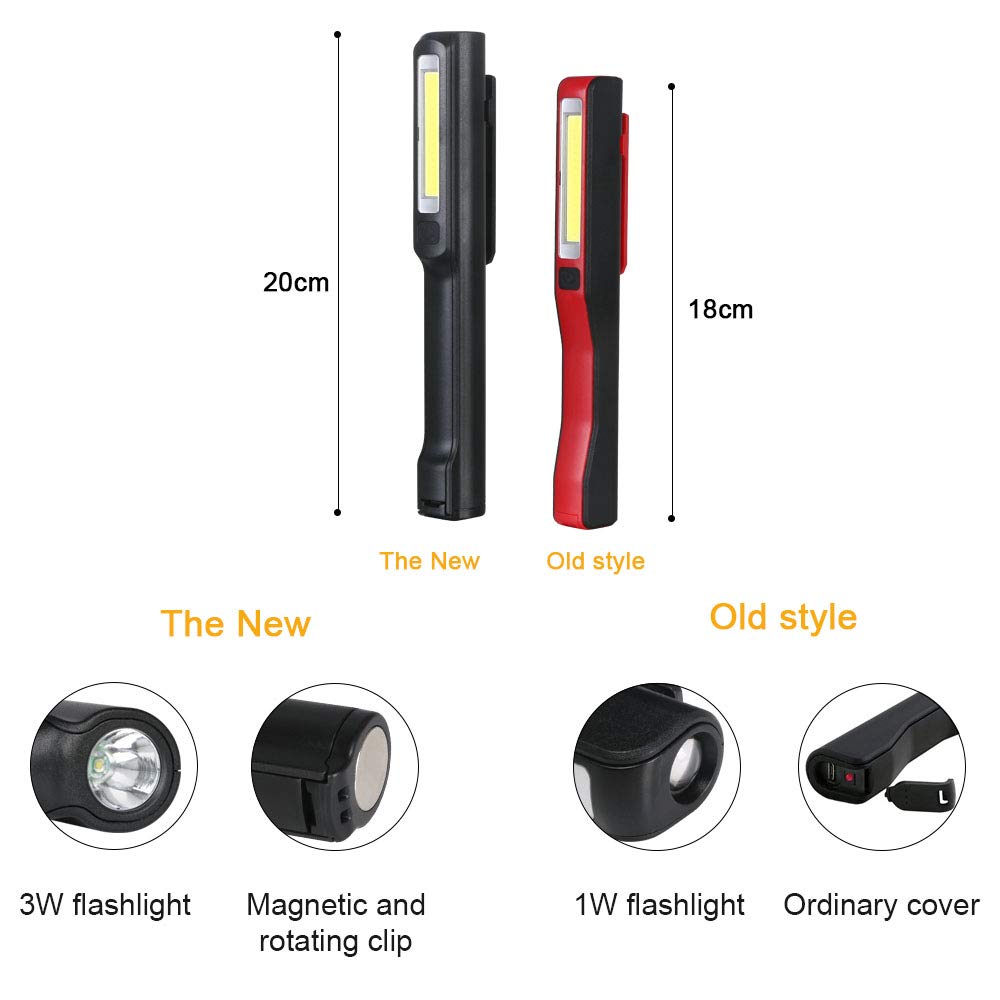 20cm
18cm
The New
Old style
The New
Old style
3W flashlight
Magnetic and
rotating clip
1W flashlight
Ordinary cover